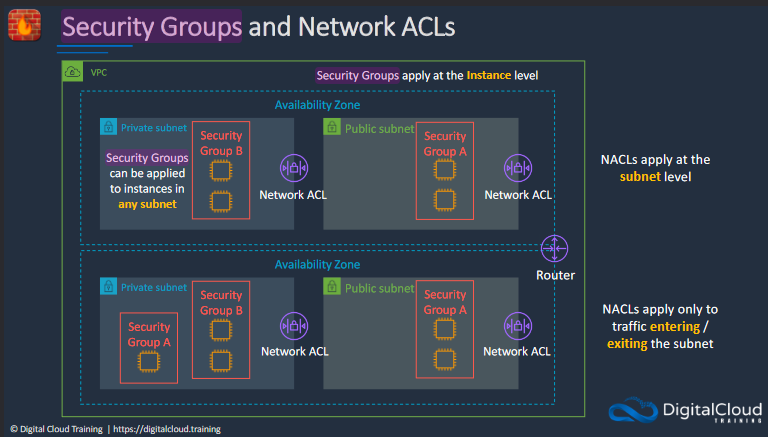 Security Groups and Network ACLs
VPC
Security Groups apply at the Instance level
Availability Zone
Private subnet
Security Groups
can be applied
to instances in
any subnet
Security
Group B
Network ACL
Public subnet
Security
Group A
Network ACL
NACLs apply at the
subnet level
Router
Availability Zone
Private subnet
Security
Group A
Security
Group B
Network ACL
Public subnet
Security
Group A
Network ACL
NACLs apply only to
traffic entering /
exiting the subnet
DigitalCloud
TRAINING
© Digital Cloud Training | https://digitalcloud.training